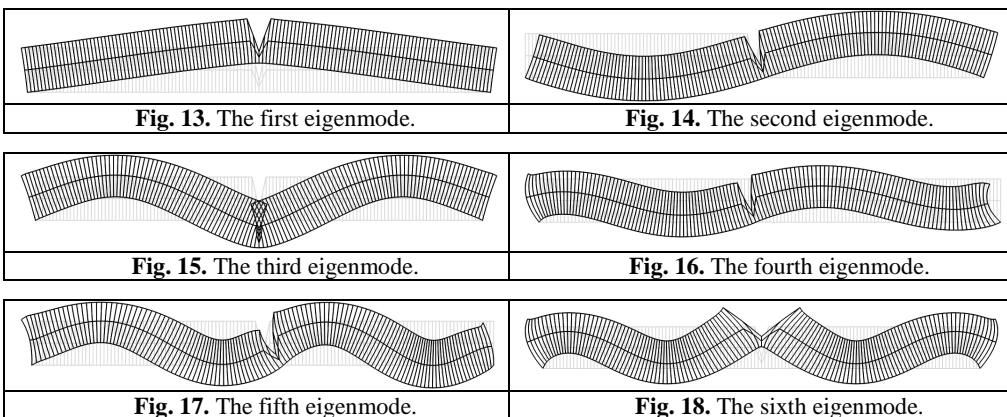 Fig. 13. The first eigenmode.
Fig. 14. The second eigenmode.
Fig. 15. The third eigenmode.
Fig. 16. The fourth eigenmode.
Fig. 17. The fifth eigenmode.
Fig. 18. The sixth eigenmode.